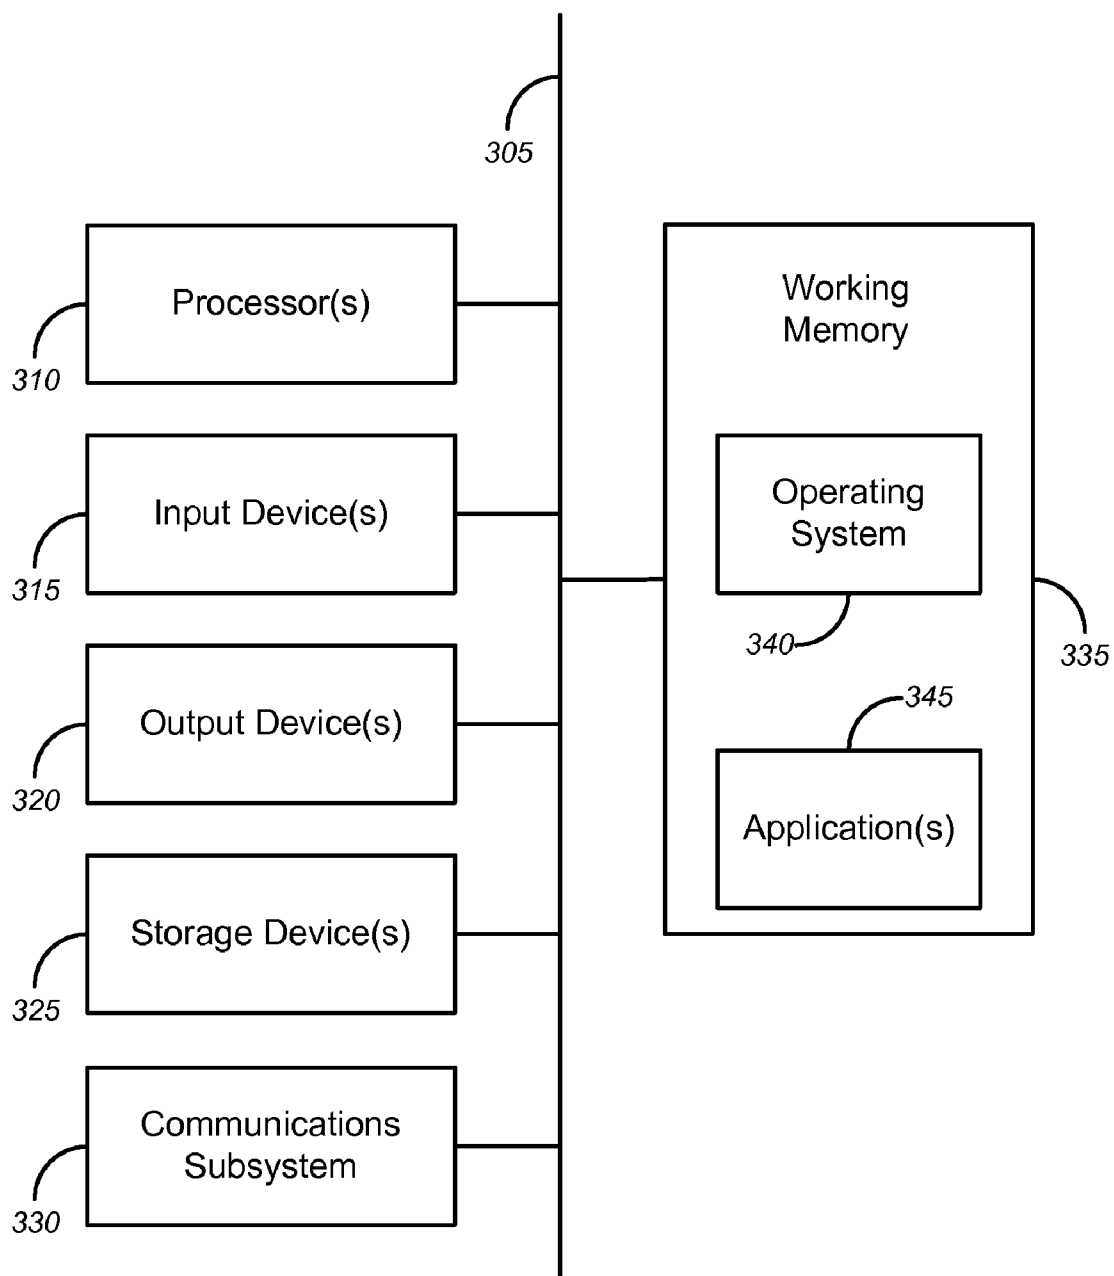 305
Processor(s)
310
Input Device(s)
315
Output Device(s)
320
Storage Device(s)
325
Communications
Subsystem
330
Working
Memory
Operating
System
340
335
345
Application(s)